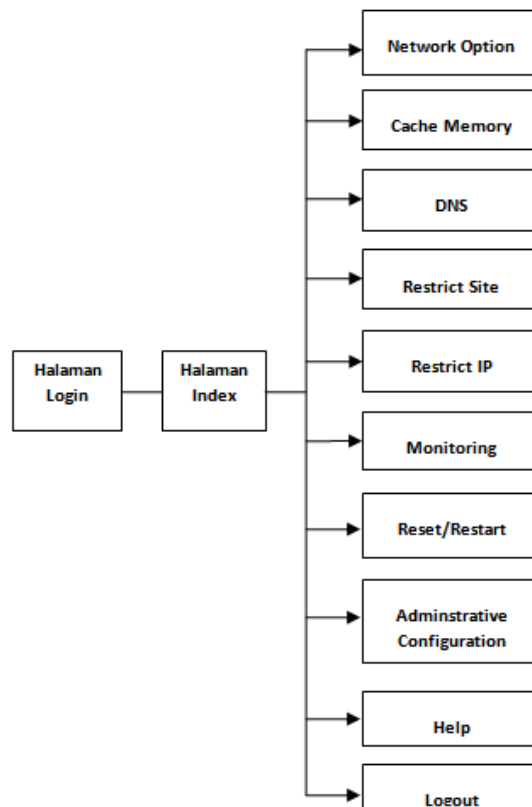 Network Option
Cache Memory
DNS
Restrict Site
Halaman
Login
Halaman
Index
Restrict IP
Monitoring
Reset/Restart
Adminstrative
Configuration
Help
Logout